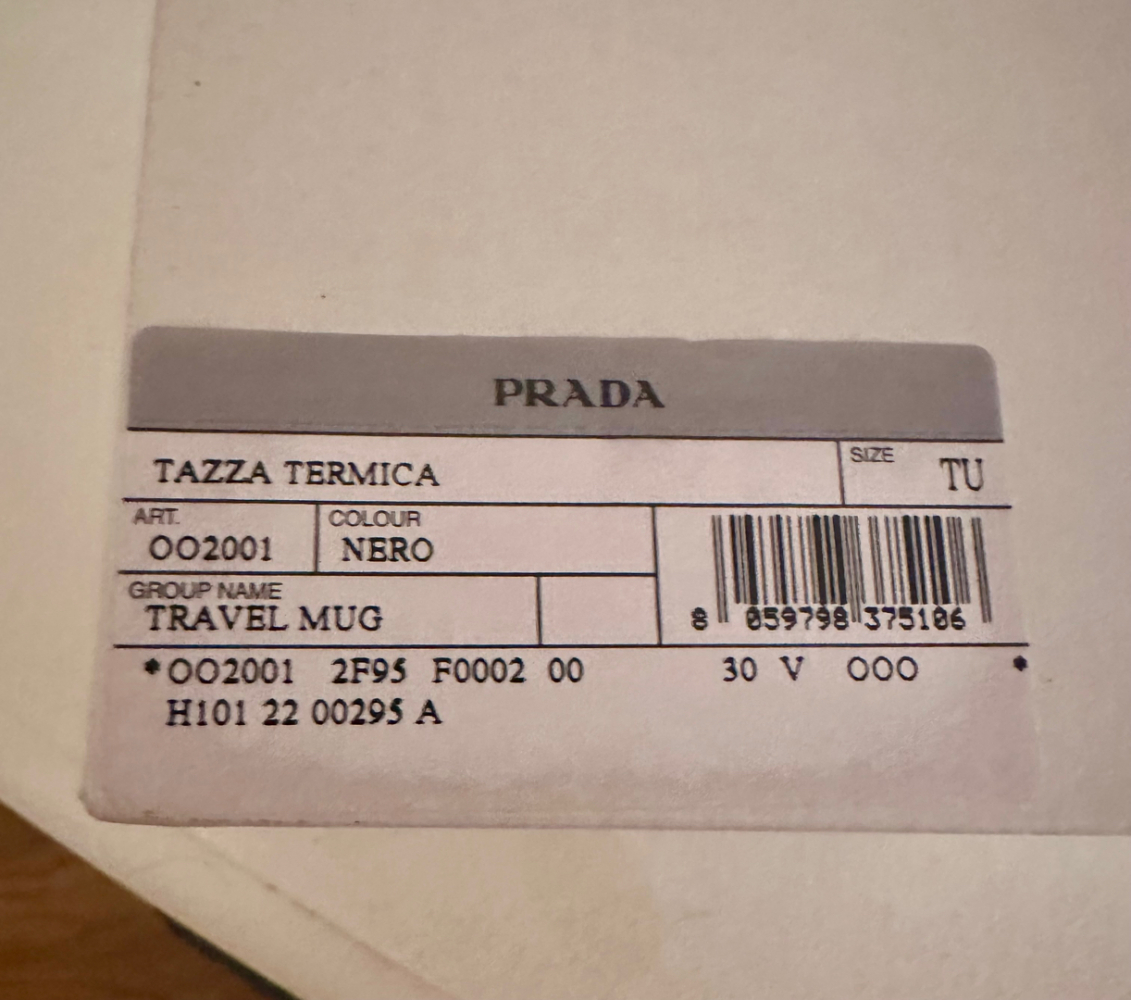 PRADA
TAZZA TERMICA
SIZE TU
ART. OO2001
COLOUR NERO
GROUP NAME
TRAVEL MUG
8 059798 375106
*OO2001 2F95 F0002 00 30 V OOO *
H101 22 00295 A